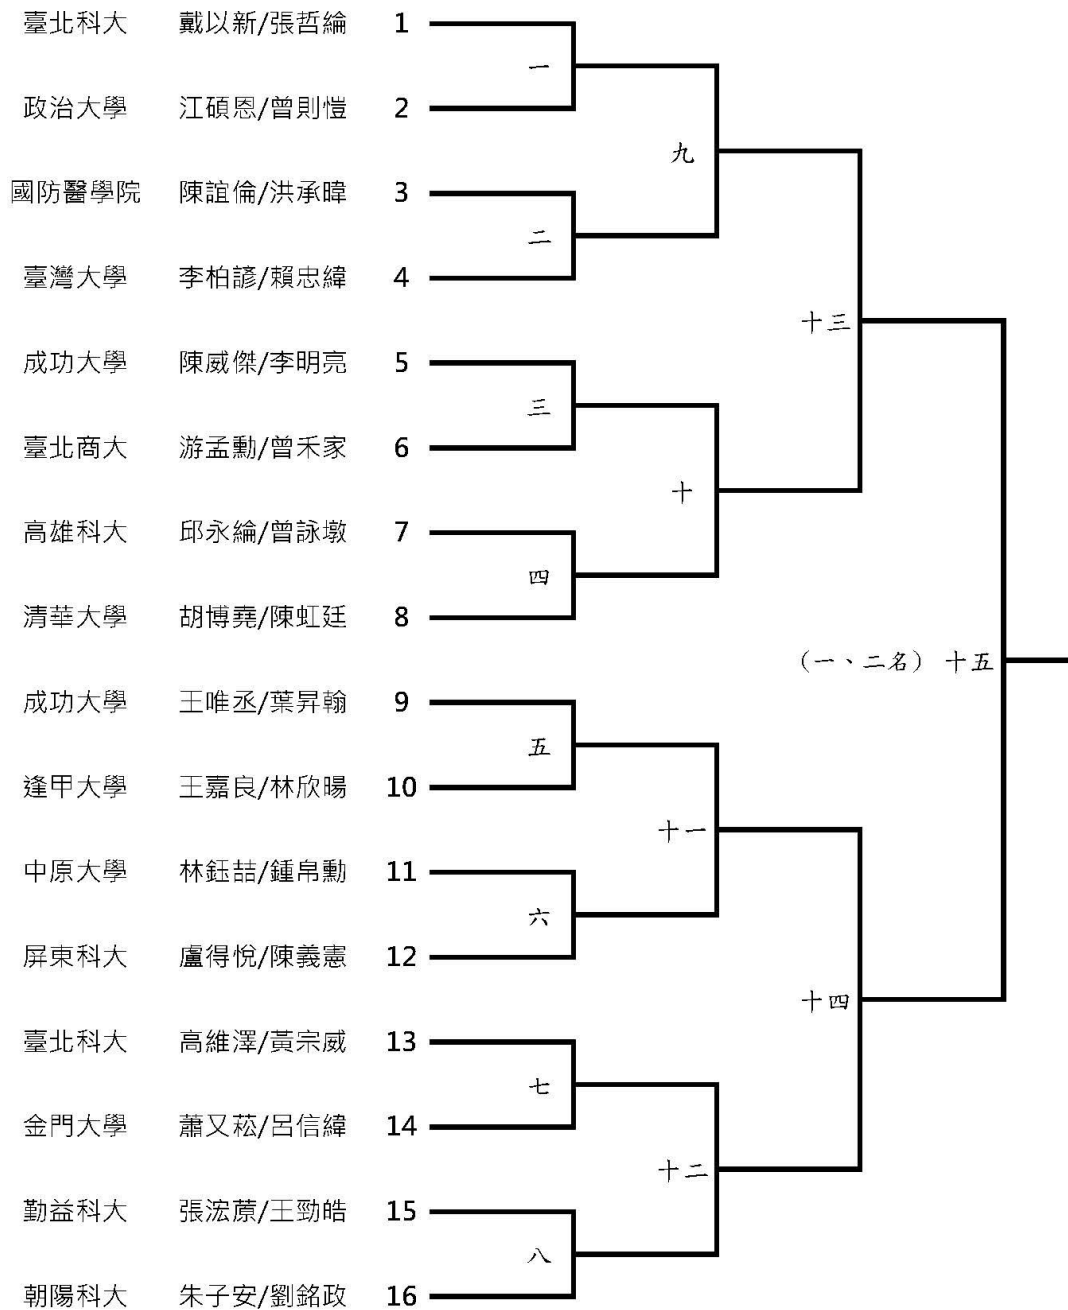 臺北科大 戴以新/張哲綸 1
一
政治大學 江碩恩/曾則愷 2
九
國防醫學院 陳誼倫/洪承暐 3
二
臺灣大學 李柏諺/賴忠緯 4
十三
成功大學 陳威傑/李明亮 5
三
臺北商大 游孟勳/曾禾家 6
十
高雄科大 邱永綸/曾詠墩 7
四
清華大學 胡博堯/陳虹廷 8
（一、二名） 十五
成功大學 王唯丞/葉昇翰 9
五
逢甲大學 王嘉良/林欣暘 10
十一
中原大學 林鈺喆/鍾帛勳 11
六
屏東科大 盧得悅/陳義憲 12
十四
臺北科大 高維澤/黃宗威 13
七
金門大學 蕭又菘/呂信緯 14
十二
勤益科大 張浤蒝/王勁皓 15
八
朝陽科大 朱子安/劉銘政 16